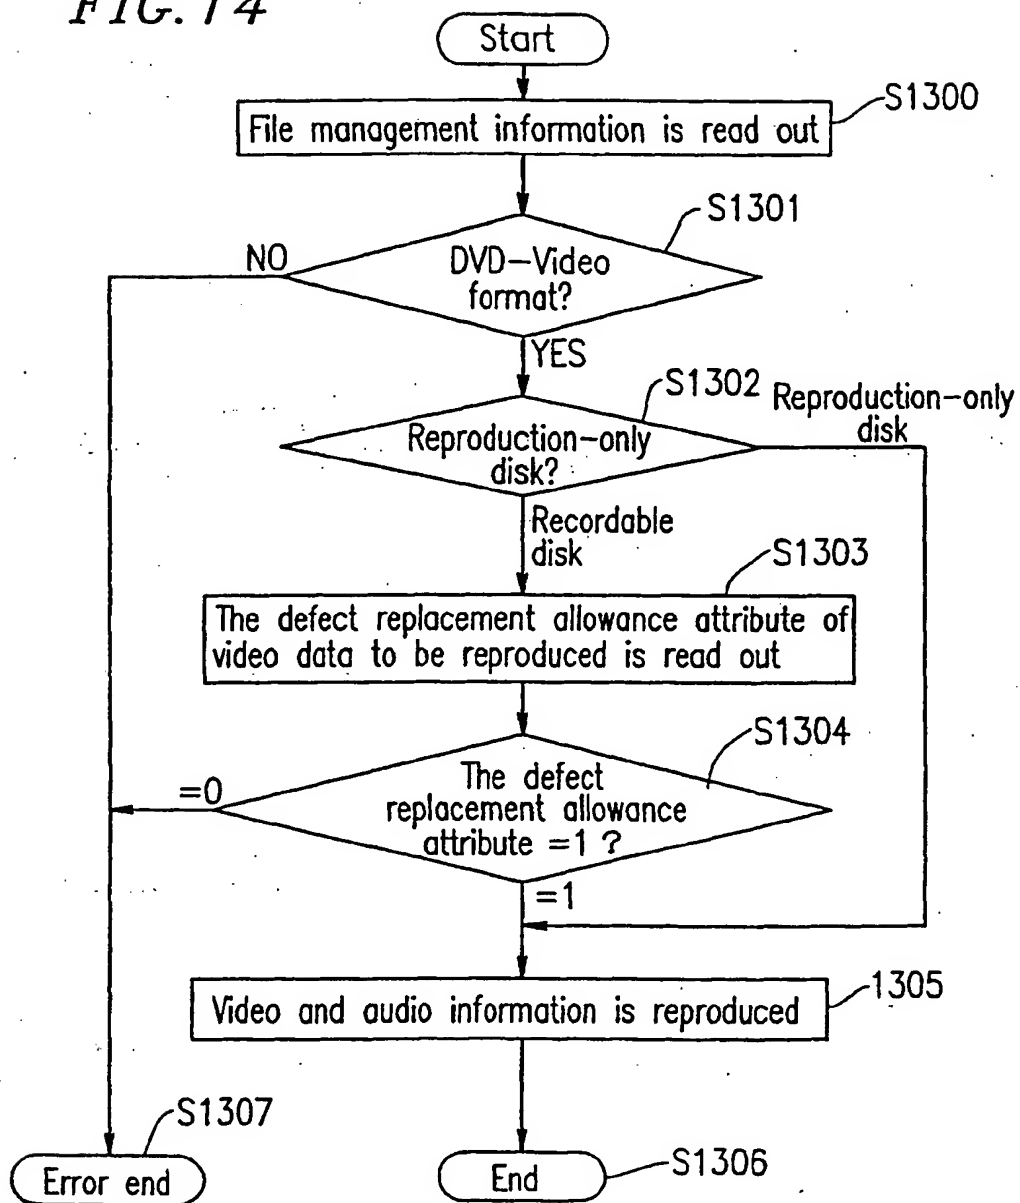 FIG. 14
Start
S1300
File management information is read out
S1301
NO
DVD-Video
format?
YES
S1302
Reproduction-only
disk
Reproduction-only
disk?
Recordable
disk
S1303
The defect replacement allowance attribute of
video data to be reproduced is read out
S1304
=0
The defect
replacement allowance
attribute =1 ?
=1
1305
Video and audio information is reproduced
S1307
Error end
End
S1306